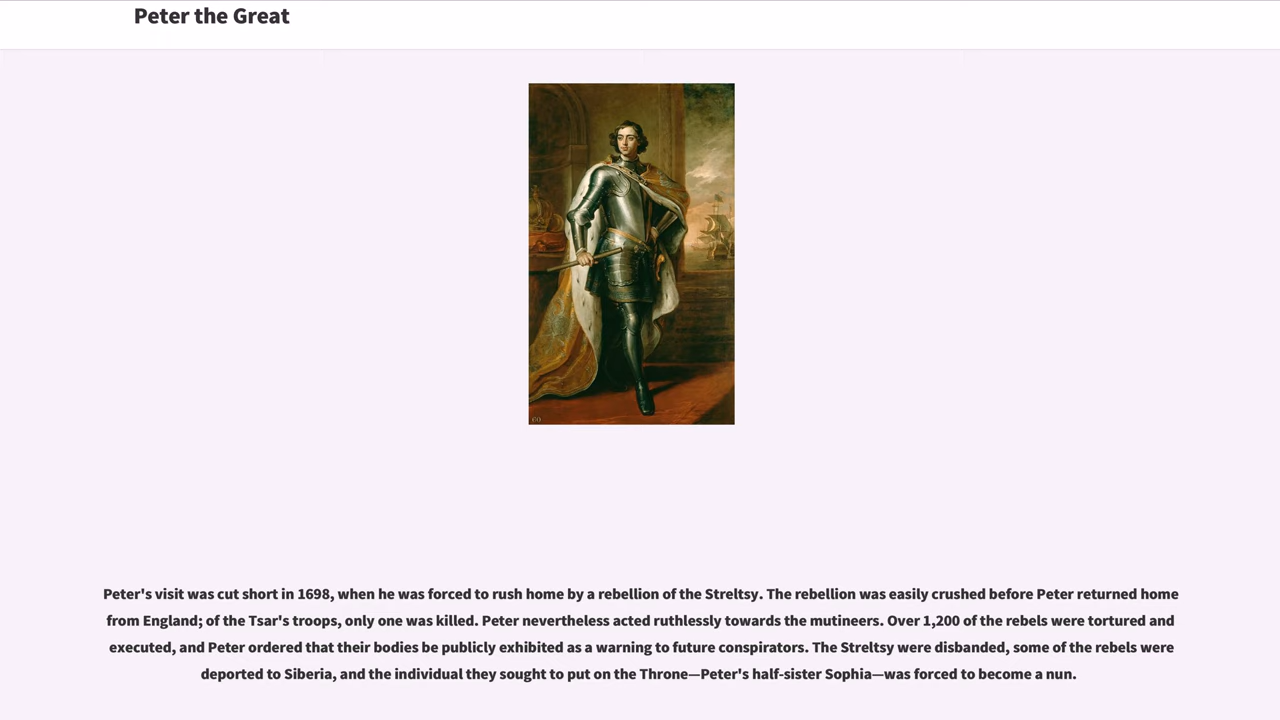 Peter the Great
Peter's visit was cut short in 1698, when he was forced to rush home by a rebellion of the Streltsy. The rebellion was easily crushed before Peter returned home
from England; of the Tsar's troops, only one was killed. Peter nevertheless acted ruthlessly towards the mutineers. Over 1,200 of the rebels were tortured and
executed, and Peter ordered that their bodies be publicly exhibited as a warning to future conspirators. The Streltsy were disbanded, some of the rebels were
deported to Siberia, and the individual they sought to put on the Throne—Peter's half-sister Sophia—was forced to become a nun.